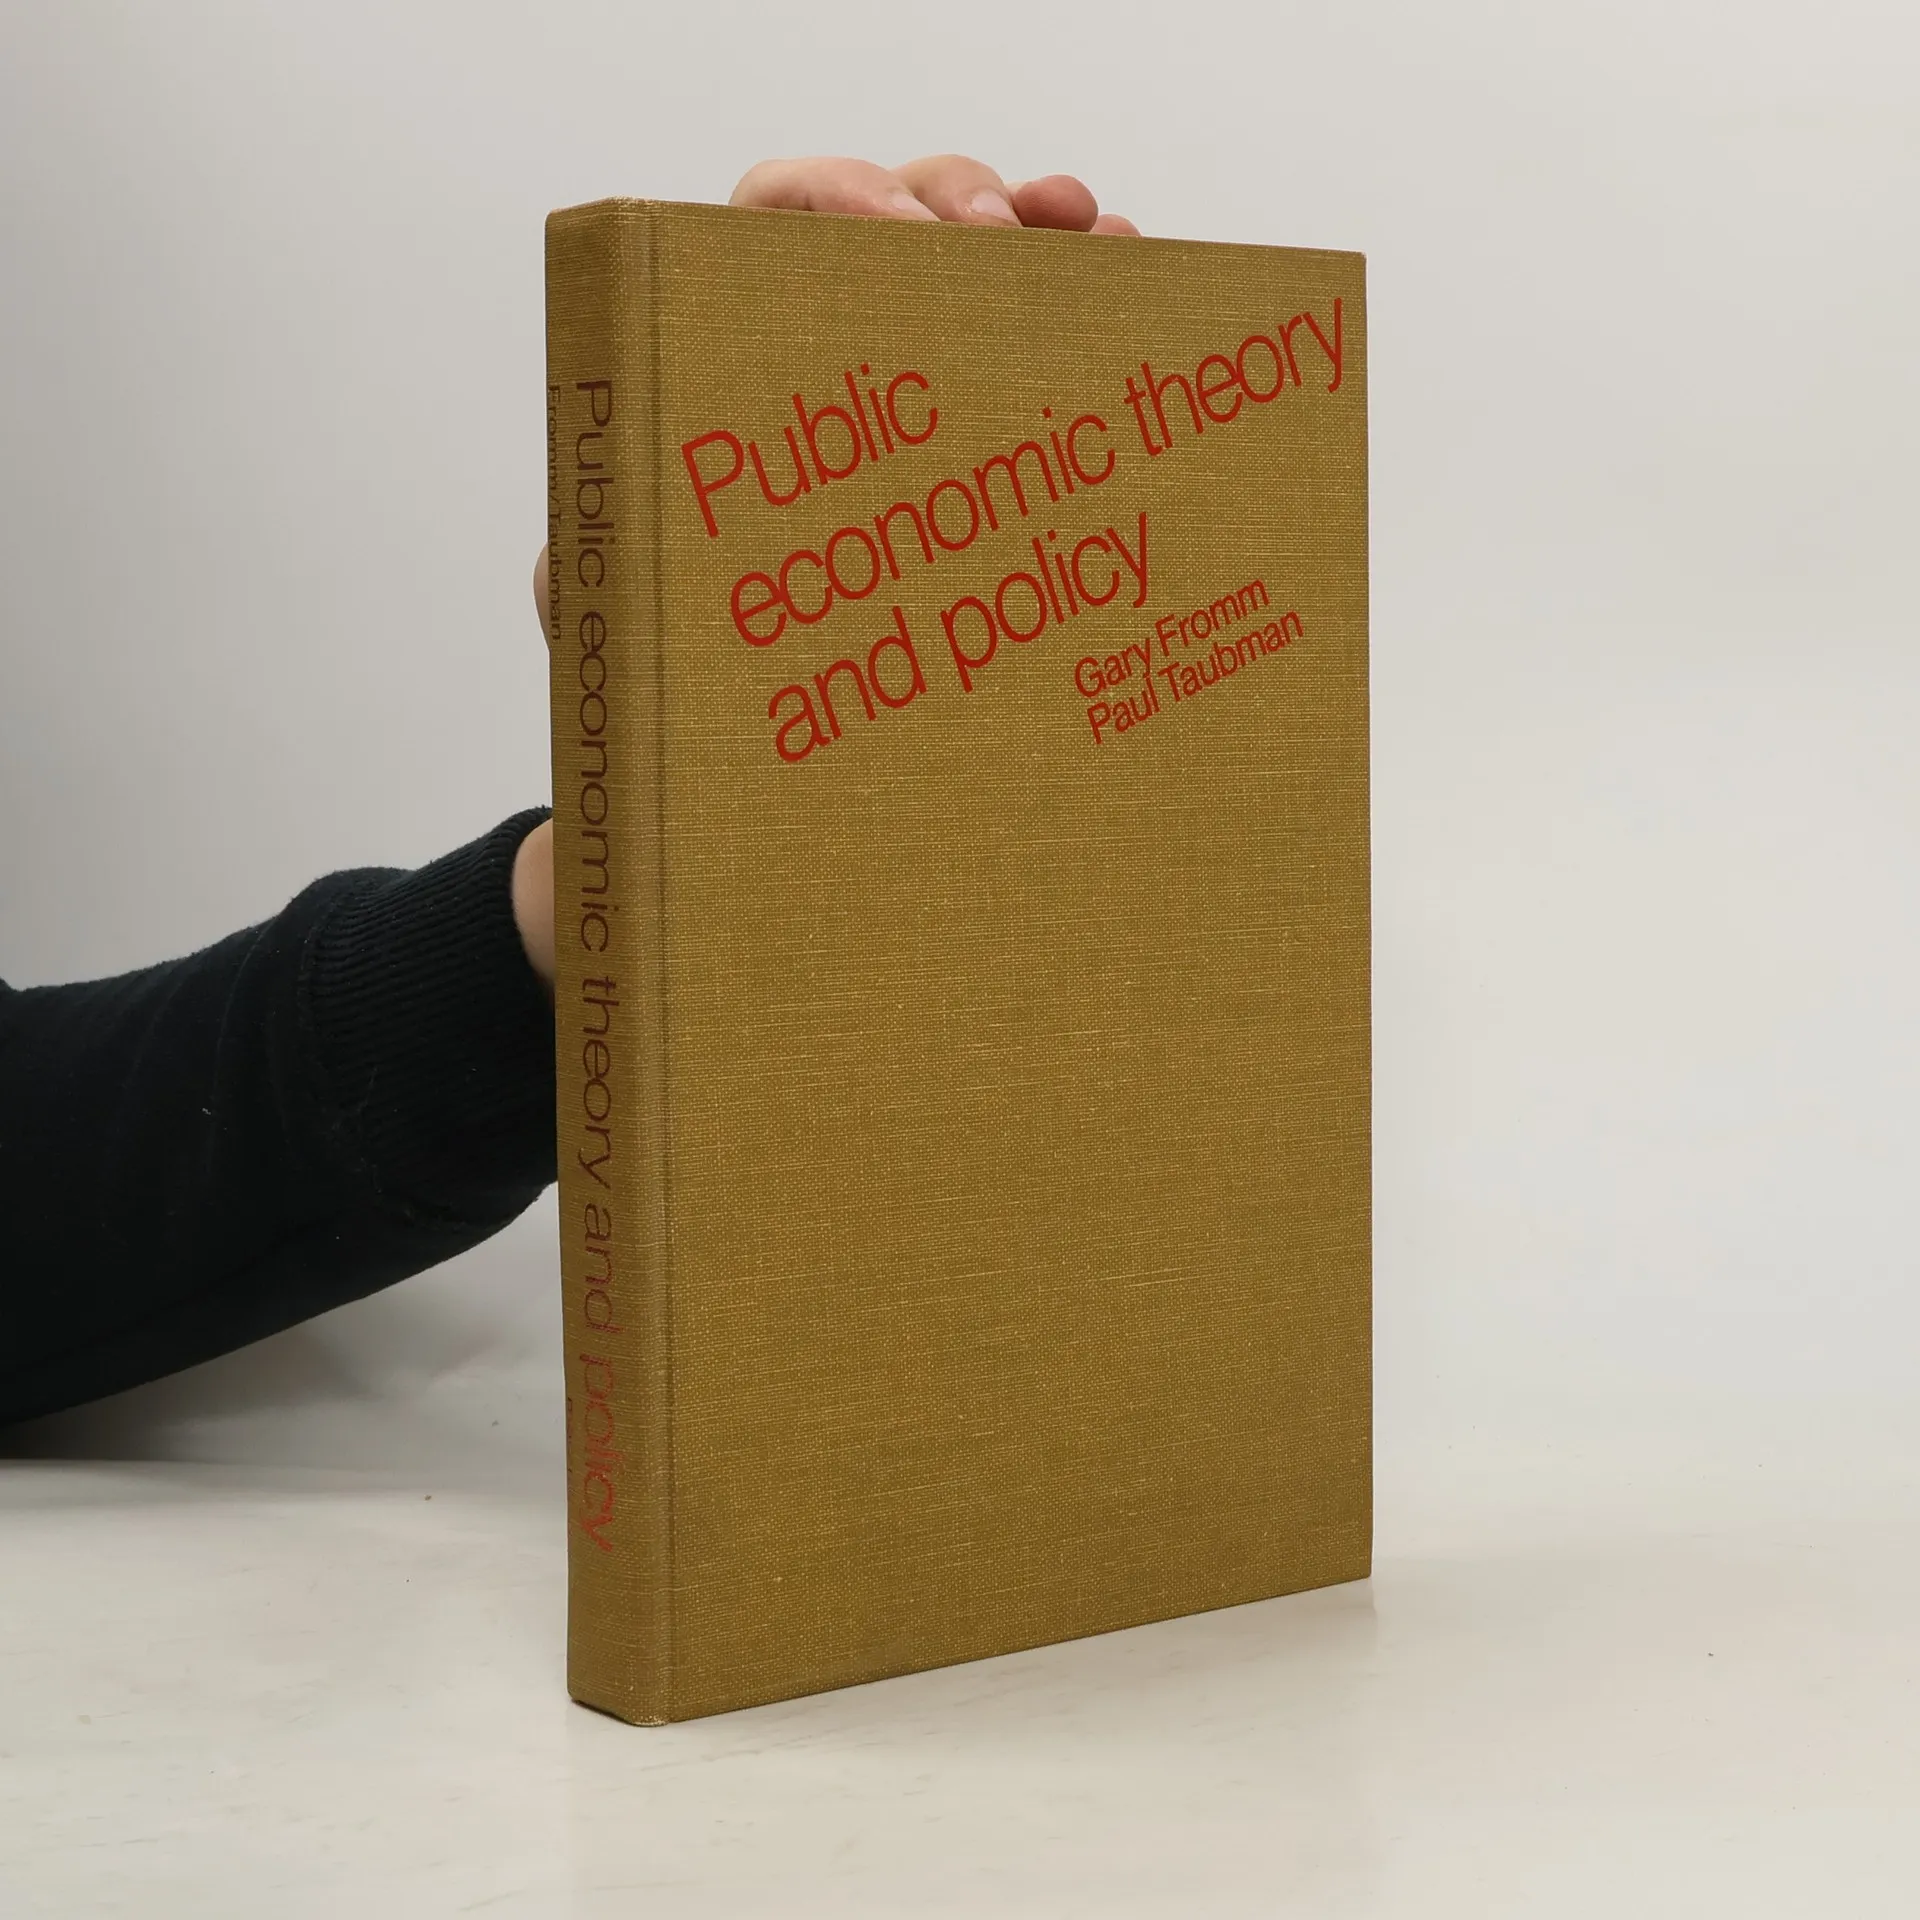 Public
economic theory
and policy
Gary Fromm
Paul Taubman
Public economic theory and policy
Fromm/Taubman